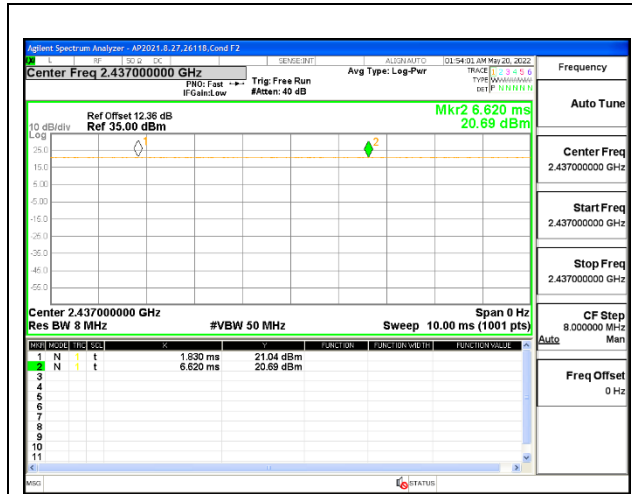 Agilent Spectrum Analyzer - AP2021.8.27,26118,Cond F2
L RF 50 Ω DC SENSE:INT ALIGN AUTO 01:54:01 AM May 20, 2022
Center Freq 2.437000000 GHz
PNO: Fast
IFGain:Low
Trig: Free Run
#Atten: 40 dB
Avg Type: Log-Pwr
TRACE 1 2 3 4 5 6
TYPE
DET P N N N N N
Frequency
Auto Tune
Center Freq
2.437000000 GHz
Start Freq
2.437000000 GHz
Stop Freq
2.437000000 GHz
CF Step
8.000000 MHz
Auto Man
Freq Offset
0 Hz
Ref Offset 12.36 dB
10 dB/div Ref 35.00 dBm
Log
Mkr2 6.620 ms
20.69 dBm
1 2
25.0
15.0
5.00
-5.00
-15.0
-25.0
-35.0
-45.0
-55.0
Center 2.437000000 GHz Span 0 Hz
Res BW 8 MHz #VBW 50 MHz Sweep 10.00 ms (1001 pts)
MKR MODE TRC SCL X Y FUNCTION FUNCTION WIDTH FUNCTION VALUE
1 N 1 t 1.830 ms 21.04 dBm
2 N 1 t 6.620 ms 20.69 dBm
3
4
5
6
7
8
9
10
11
MSG STATUS